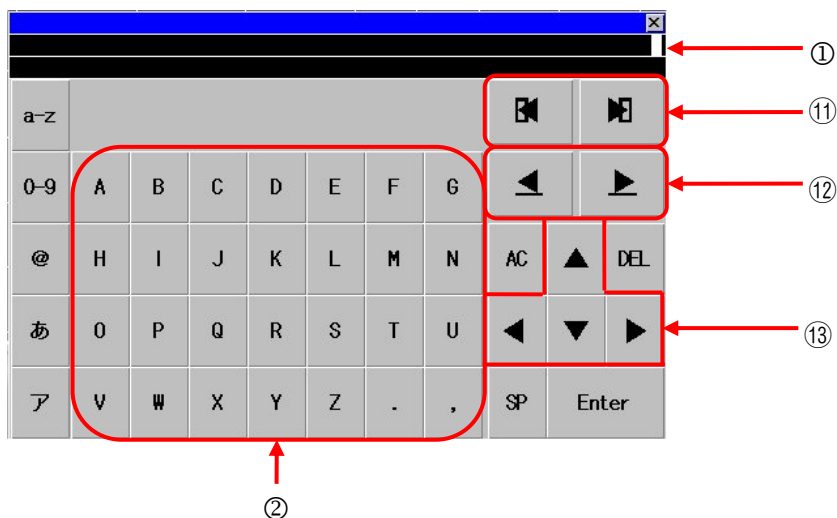 ①
a-z ⑪
0-9 A B C D E F G ⑫
@ H I J K L M N AC DEL
あ O P Q R S T U ⑬
ア V W X Y Z . , SP Enter
②